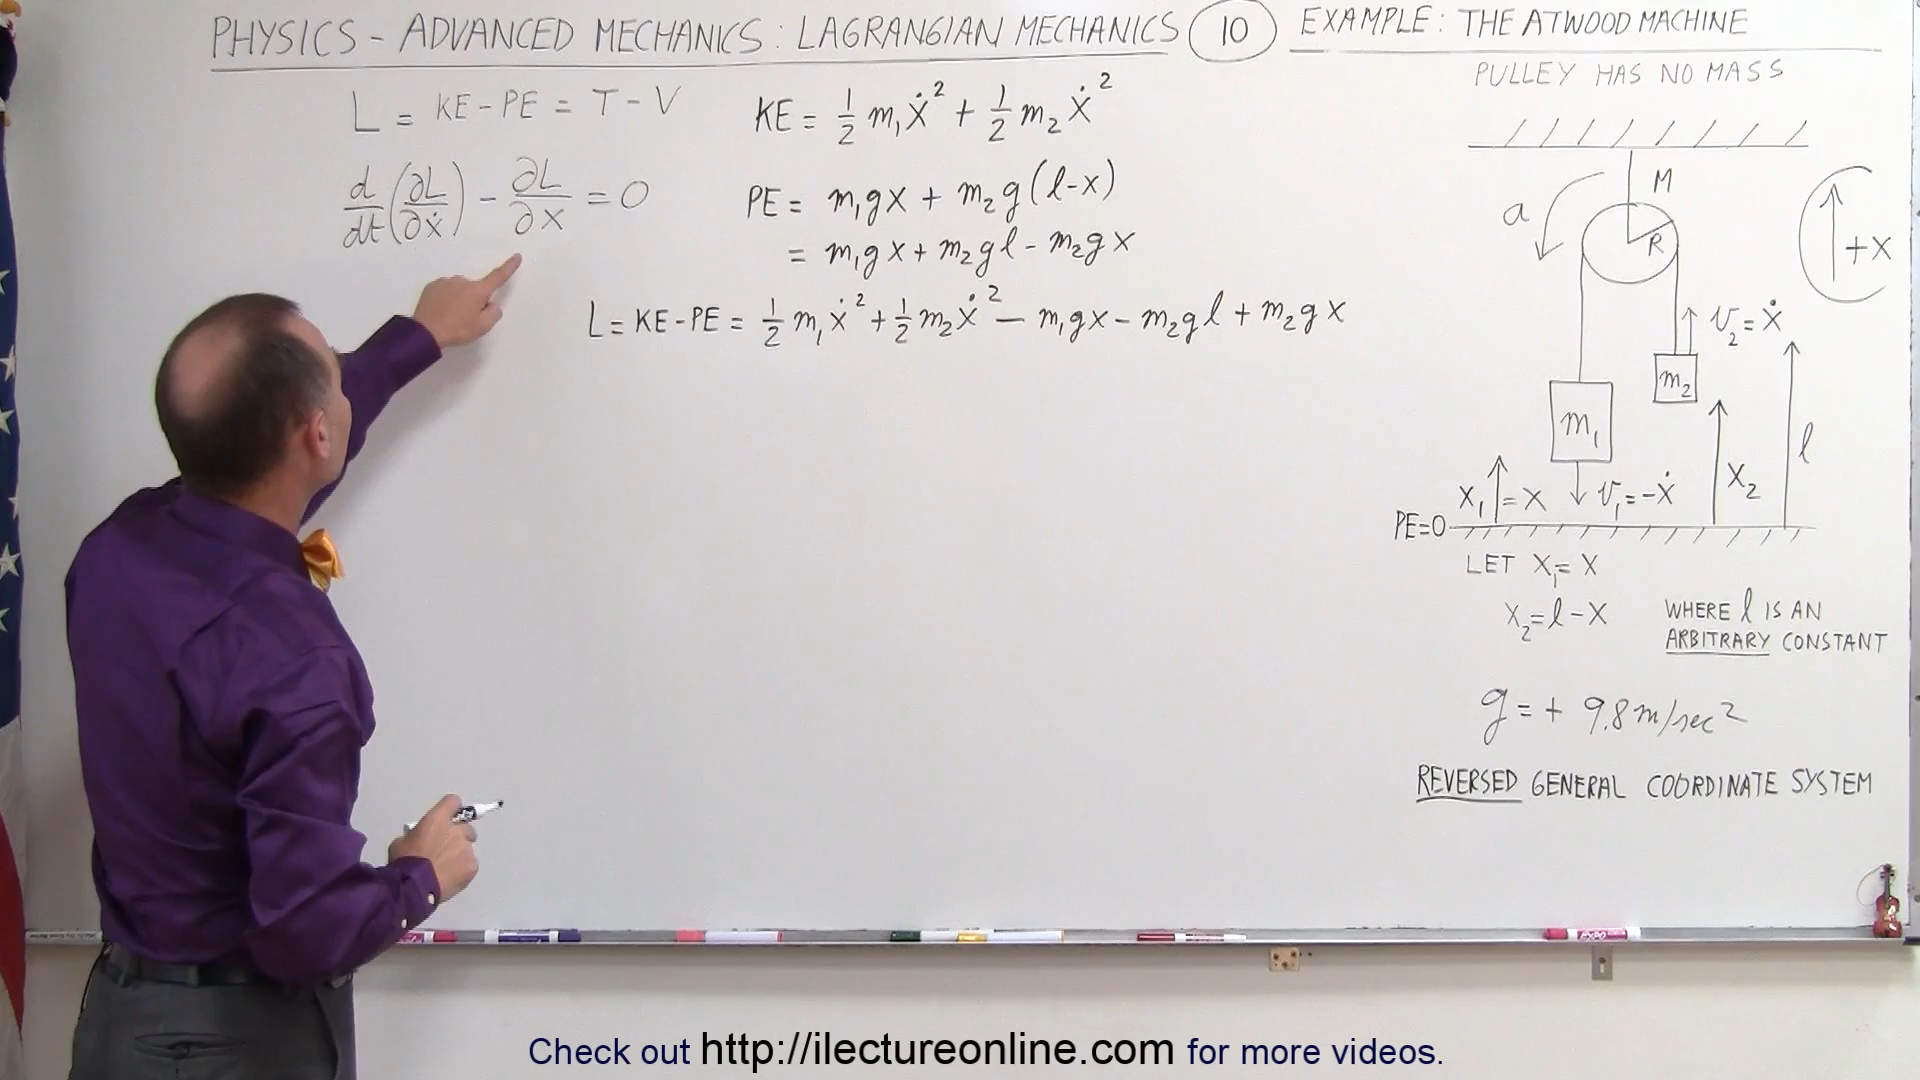 PHYSICS - ADVANCED MECHANICS: LAGRANGIAN MECHANICS 10 EXAMPLE: THE ATWOOD MACHINE
PULLEY HAS NO MASS
L = KE - PE = T - V
d/dt (∂L/∂ẋ) - ∂L/∂x = 0
KE = 1/2 m₁ẋ² + 1/2 m₂ẋ²
PE = m₁gx + m₂g(l-x)
= m₁gx + m₂gl - m₂gx
L = KE - PE = 1/2 m₁ẋ² + 1/2 m₂ẋ² - m₁gx - m₂gl + m₂gx
M
a
R
+x
v₂ = ẋ
m₂
m₁
l
x₂
x₁ = x
v₁ = -ẋ
PE=0
LET x₁ = x
x₂ = l - x
WHERE l IS AN
ARBITRARY CONSTANT
g = + 9.8 m/sec²
REVERSED GENERAL COORDINATE SYSTEM
EXPO
Check out http://ilectureonline.com for more videos.